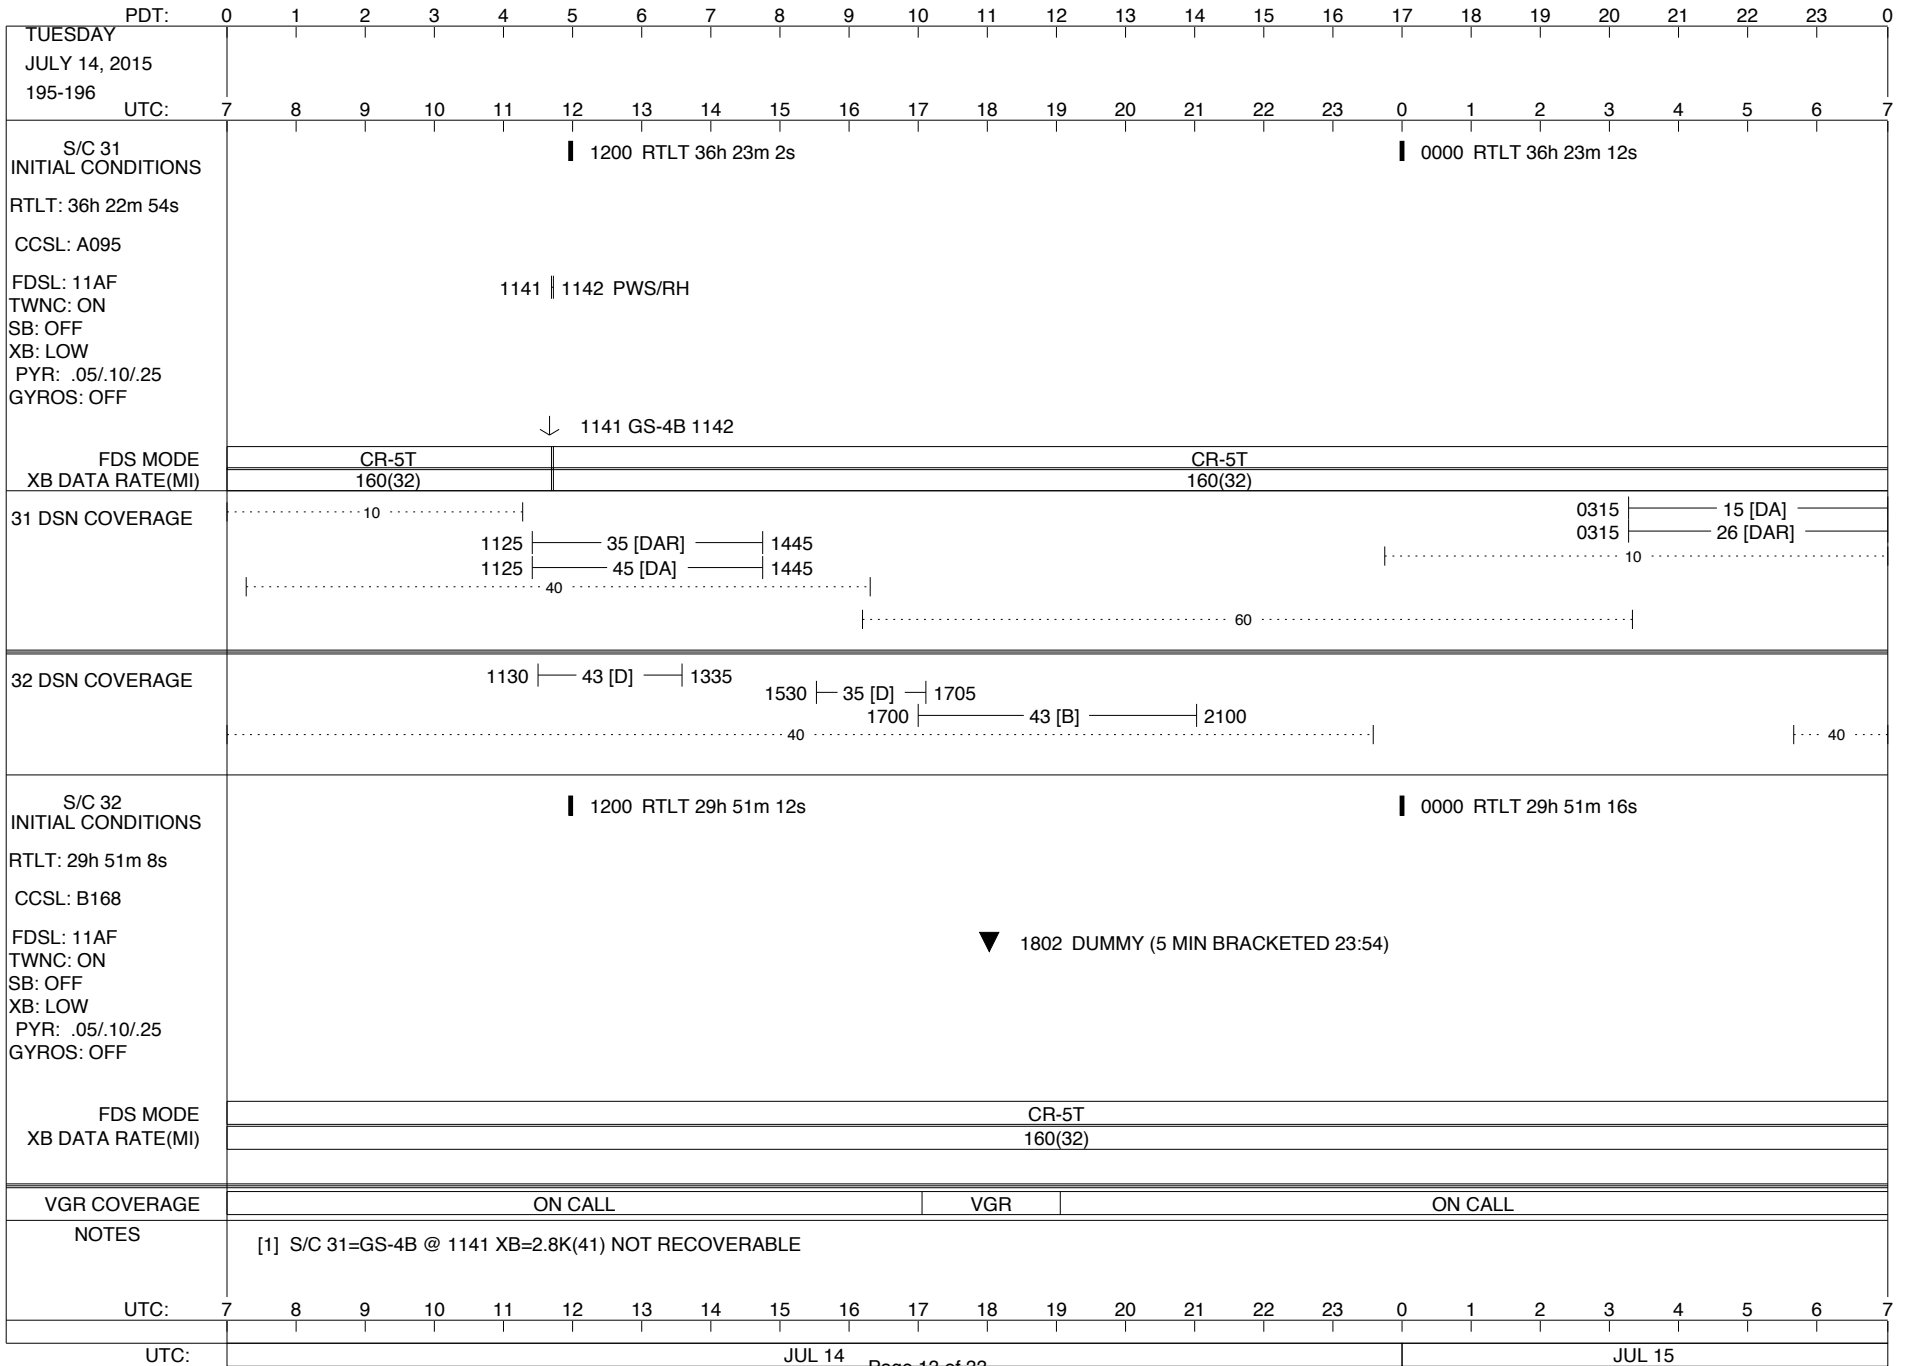 PDT: 0 1 2 3 4 5 6 7 8 9 10 11 12 13 14 15 16 17 18 19 20 21 22 23 0
TUESDAY
JULY 14, 2015
195-196
UTC: 7 8 9 10 11 12 13 14 15 16 17 18 19 20 21 22 23 0 1 2 3 4 5 6 7
S/C 31
INITIAL CONDITIONS
1200 RTLT 36h 23m 2s
0000 RTLT 36h 23m 12s
RTLT: 36h 22m 54s
CCSL: A095
FDSL: 11AF
1141 1142 PWS/RH
TWNC: ON
SB: OFF
XB: LOW
PYR: .05/.10/.25
GYROS: OFF
1141 GS-4B 1142
FDS MODE CR-5T CR-5T
XB DATA RATE(MI) 160(32) 160(32)
31 DSN COVERAGE
10
0315 15 [DA]
0315 26 [DAR]
1125 35 [DAR] 1445
10
1125 45 [DA] 1445
40
60
32 DSN COVERAGE
1130 43 [D] 1335
1530 35 [D] 1705
1700 43 [B] 2100
40 40
S/C 32
INITIAL CONDITIONS
1200 RTLT 29h 51m 12s
0000 RTLT 29h 51m 16s
RTLT: 29h 51m 8s
CCSL: B168
FDSL: 11AF
1802 DUMMY (5 MIN BRACKETED 23:54)
TWNC: ON
SB: OFF
XB: LOW
PYR: .05/.10/.25
GYROS: OFF
FDS MODE CR-5T
XB DATA RATE(MI) 160(32)
VGR COVERAGE ON CALL VGR ON CALL
NOTES
[1] S/C 31=GS-4B @ 1141 XB=2.8K(41) NOT RECOVERABLE
UTC: 7 8 9 10 11 12 13 14 15 16 17 18 19 20 21 22 23 0 1 2 3 4 5 6 7
UTC: JUL 14 JUL 15